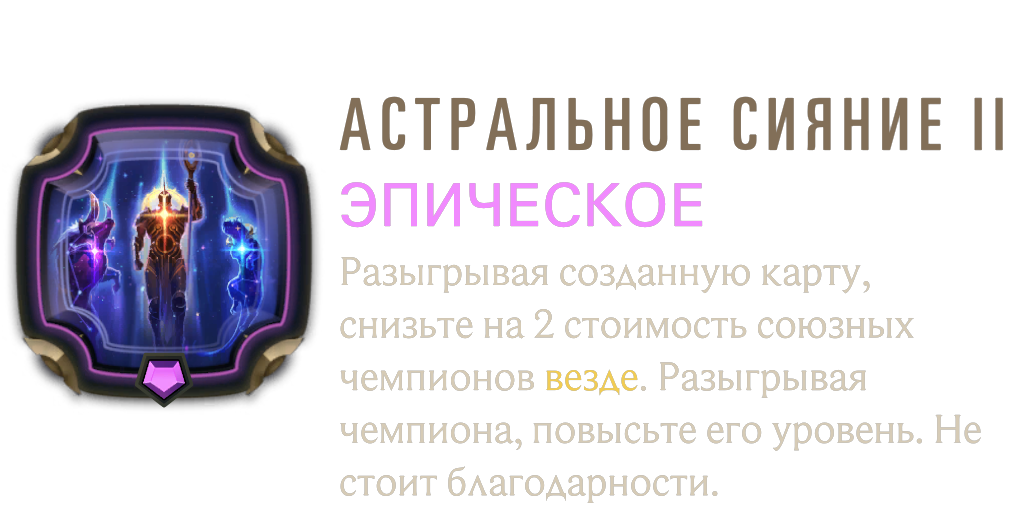 АСТРАЛЬНОЕ СИЯНИЕ II
ЭПИЧЕСКОЕ
Разыгрывая созданную карту,
снизьте на 2 стоимость союзных
чемпионов везде. Разыгрывая
чемпиона, повысьте его уровень. Не
стоит благодарности.